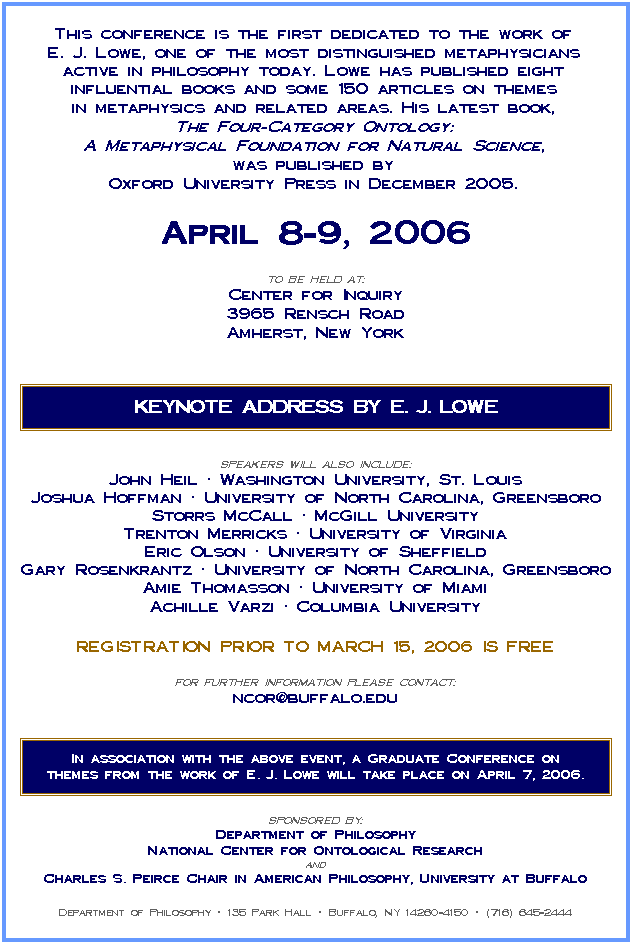 This conference is the first dedicated to the work of
E. J. Lowe, one of the most distinguished metaphysicians
active in philosophy today. Lowe has published eight
influential books and some 150 articles on themes
in metaphysics and related areas. His latest book,
The Four-Category Ontology:
A Metaphysical Foundation for Natural Science,
was published by
Oxford University Press in December 2005.
April 8-9, 2006
to be held at:
Center for Inquiry
3965 Rensch Road
Amherst, New York
KEYNOTE ADDRESS BY E. J. LOWE
speakers will also include:
John Heil · Washington University, St. Louis
Joshua Hoffman · University of North Carolina, Greensboro
Storrs McCall · McGill University
Trenton Merricks · University of Virginia
Eric Olson · University of Sheffield
Gary Rosenkrantz · University of North Carolina, Greensboro
Amie Thomasson · University of Miami
Achille Varzi · Columbia University
REGISTRATION PRIOR TO MARCH 15, 2006 IS FREE
for further information please contact:
ncor@buffalo.edu
In association with the above event, a Graduate Conference on
themes from the work of E. J. Lowe will take place on April 7, 2006.
sponsored by:
Department of Philosophy
National Center for Ontological Research
and
Charles S. Peirce Chair in American Philosophy, University at Buffalo
Department of Philosophy · 135 Park Hall · Buffalo, NY 14260-4150 · (716) 645-2444